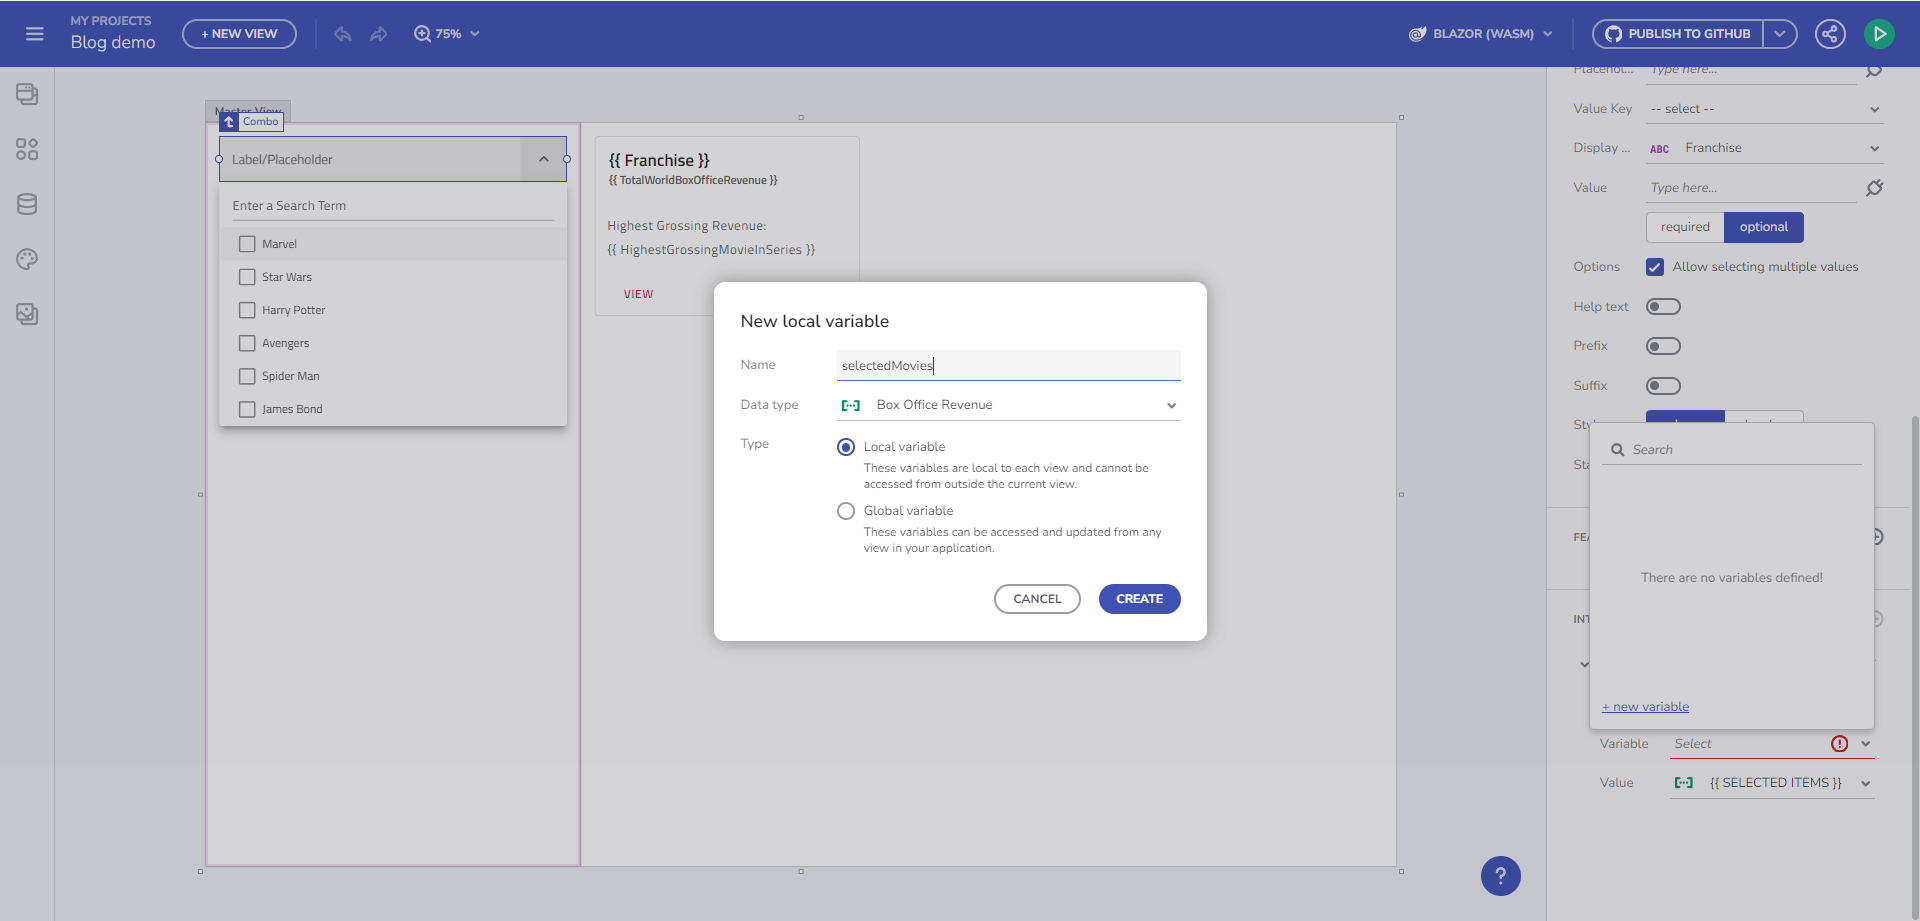 MY PROJECTS
Blog demo
+ NEW VIEW
75%
BLAZOR (WASM)
PUBLISH TO GITHUB
Master View
Combo
Label/Placeholder
Enter a Search Term
Marvel
Star Wars
Harry Potter
Avengers
Spider Man
James Bond
{{ Franchise }}
{{ TotalWorldBoxOfficeRevenue }}
Highest Grossing Revenue:
{{ HighestGrossingMovieInSeries }}
VIEW
New local variable
Name
selectedMovies
Data type
Box Office Revenue
Type
Local variable
These variables are local to each view and cannot be
accessed from outside the current view.
Global variable
These variables can be accessed and updated from any
view in your application.
CANCEL
CREATE
Placehol...
Type here...
Value Key
-- select --
Display ...
ABC
Franchise
Value
Type here...
required
optional
Options
Allow selecting multiple values
Help text
Prefix
Suffix
Search
There are no variables defined!
+ new variable
Variable
Select
Value
{{ SELECTED ITEMS }}
?